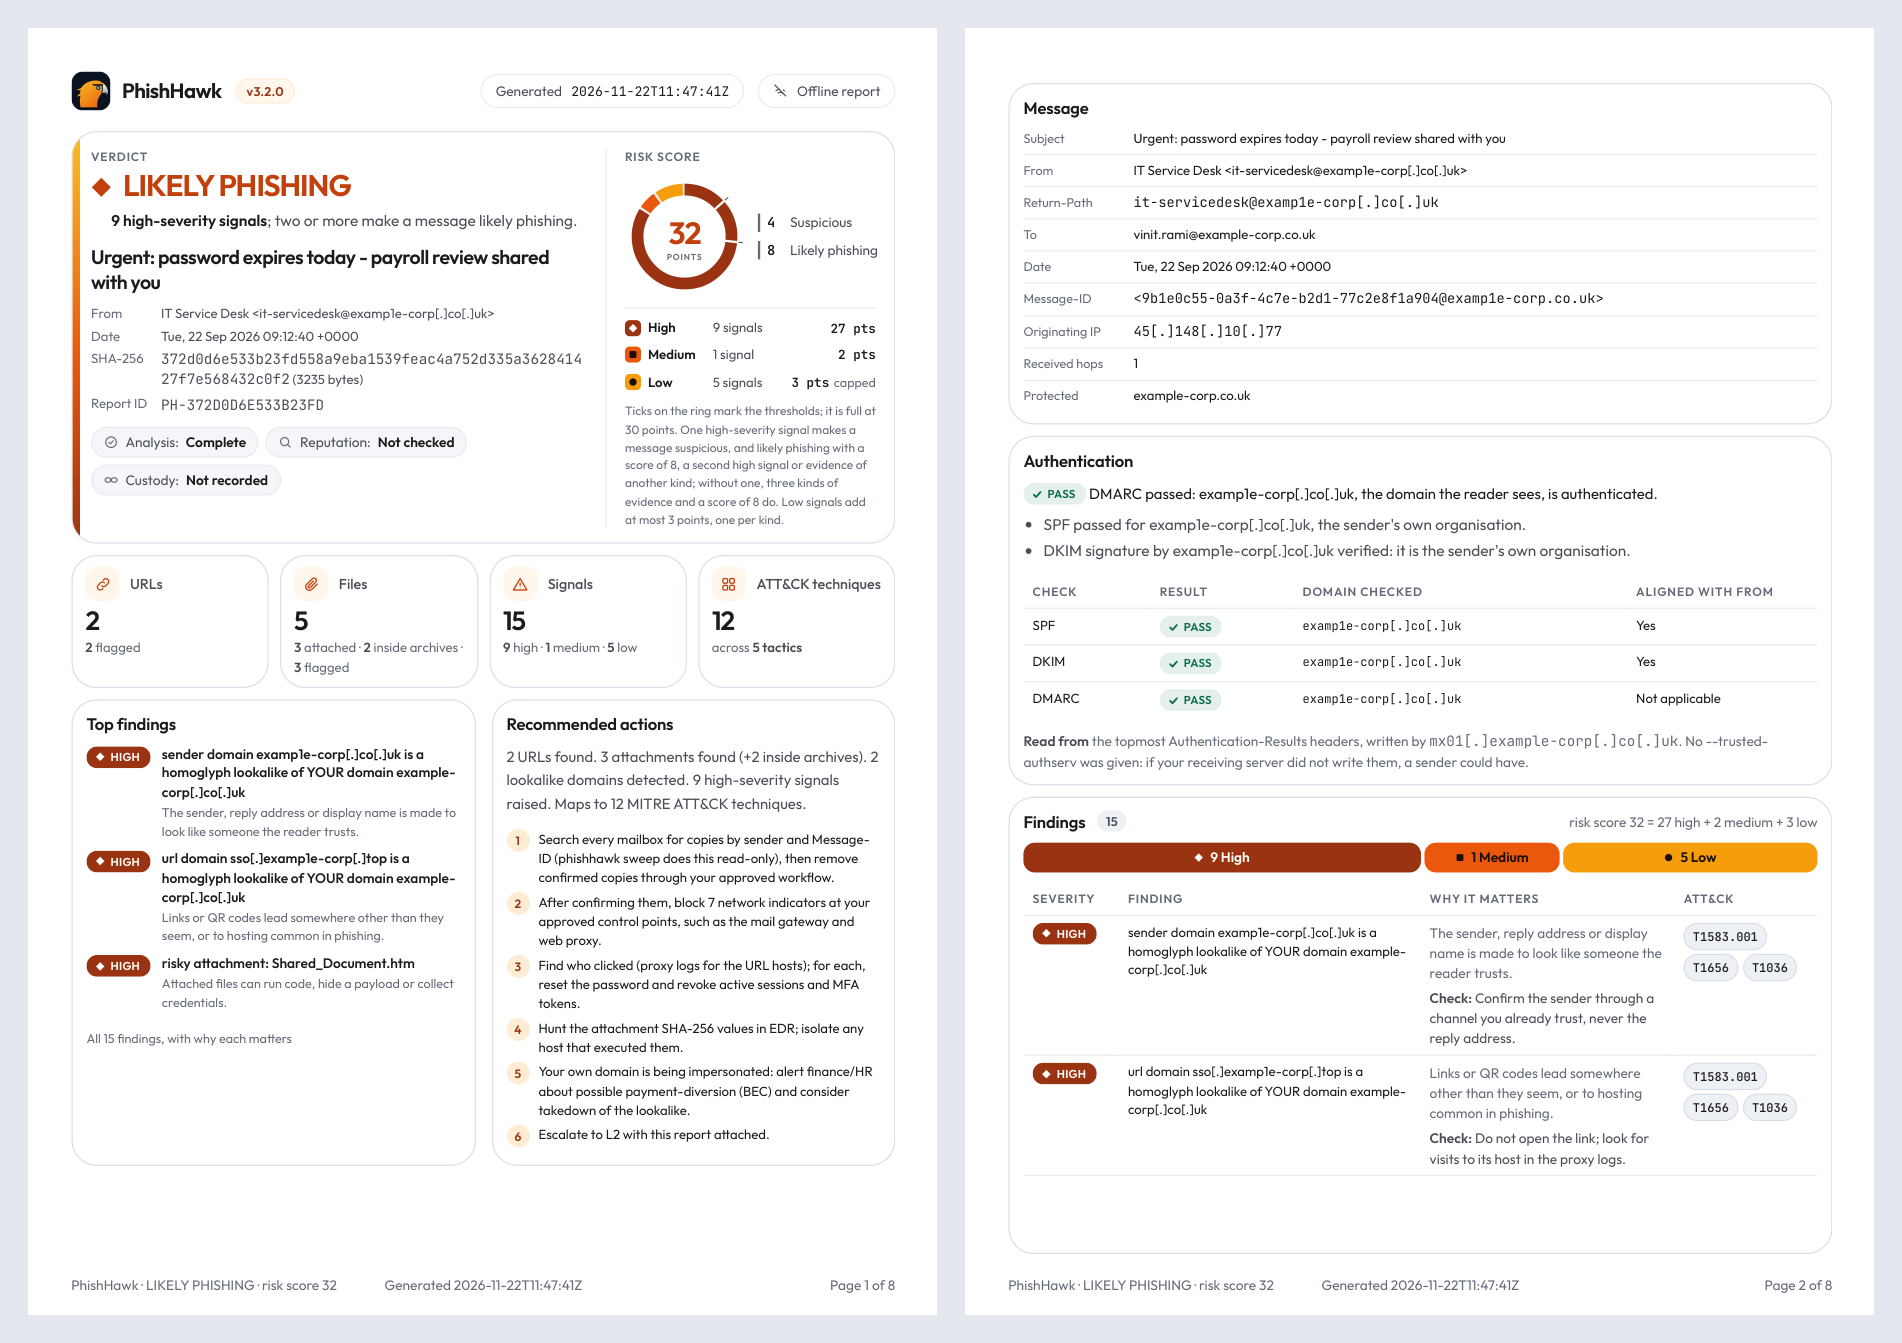 PhishHawk v3.2.0 Generated 2026-11-22T11:47:41Z Offline report
VERDICT
LIKELY PHISHING
9 high-severity signals; two or more make a message likely phishing.
Urgent: password expires today - payroll review shared
with you
From IT Service Desk <it-servicedesk@examp1e-corp[.]co[.]uk>
Date Tue, 22 Sep 2026 09:12:40 +0000
SHA-256 372d0d6e533b23fd558a9eba1539feac4a752d335a3628414
27f7e568432c0f2 (3235 bytes)
Report ID PH-372D0D6E533B23FD
Analysis: Complete Reputation: Not checked
Custody: Not recorded
RISK SCORE
32
POINTS
4 Suspicious
8 Likely phishing
High 9 signals 27 pts
Medium 1 signal 2 pts
Low 5 signals 3 pts capped
Ticks on the ring mark the thresholds; it is full at
30 points. One high-severity signal makes a
message suspicious, and likely phishing with a
score of 8, a second high signal or evidence of
another kind; without one, three kinds of
evidence and a score of 8 do. Low signals add
at most 3 points, one per kind.
URLs
2
2 flagged
Files
5
3 attached · 2 inside archives ·
3 flagged
Signals
15
9 high · 1 medium · 5 low
ATT&CK techniques
12
across 5 tactics
Top findings
HIGH sender domain examp1e-corp[.]co[.]uk is a
homoglyph lookalike of YOUR domain example-
corp[.]co[.]uk
The sender, reply address or display name is made to
look like someone the reader trusts.
HIGH url domain sso[.]examp1e-corp[.]top is a
homoglyph lookalike of YOUR domain example-
corp[.]co[.]uk
Links or QR codes lead somewhere other than they
seem, or to hosting common in phishing.
HIGH risky attachment: Shared_Document.htm
Attached files can run code, hide a payload or collect
credentials.
All 15 findings, with why each matters
Recommended actions
2 URLs found. 3 attachments found (+2 inside archives). 2
lookalike domains detected. 9 high-severity signals
raised. Maps to 12 MITRE ATT&CK techniques.
1 Search every mailbox for copies by sender and Message-
ID (phishhawk sweep does this read-only), then remove
confirmed copies through your approved workflow.
2 After confirming them, block 7 network indicators at your
approved control points, such as the mail gateway and
web proxy.
3 Find who clicked (proxy logs for the URL hosts); for each,
reset the password and revoke active sessions and MFA
tokens.
4 Hunt the attachment SHA-256 values in EDR; isolate any
host that executed them.
5 Your own domain is being impersonated: alert finance/HR
about possible payment-diversion (BEC) and consider
takedown of the lookalike.
6 Escalate to L2 with this report attached.
PhishHawk · LIKELY PHISHING · risk score 32 Generated 2026-11-22T11:47:41Z Page 1 of 8
Message
Subject Urgent: password expires today - payroll review shared with you
From IT Service Desk <it-servicedesk@examp1e-corp[.]co[.]uk>
Return-Path it-servicedesk@examp1e-corp[.]co[.]uk
To vinit.rami@example-corp.co.uk
Date Tue, 22 Sep 2026 09:12:40 +0000
Message-ID <9b1e0c55-0a3f-4c7e-b2d1-77c2e8f1a904@examp1e-corp.co.uk>
Originating IP 45[.]148[.]10[.]77
Received hops 1
Protected example-corp.co.uk
Authentication
PASS DMARC passed: examp1e-corp[.]co[.]uk, the domain the reader sees, is authenticated.
• SPF passed for examp1e-corp[.]co[.]uk, the sender's own organisation.
• DKIM signature by examp1e-corp[.]co[.]uk verified: it is the sender's own organisation.
CHECK RESULT DOMAIN CHECKED ALIGNED WITH FROM
SPF PASS examp1e-corp[.]co[.]uk Yes
DKIM PASS examp1e-corp[.]co[.]uk Yes
DMARC PASS examp1e-corp[.]co[.]uk Not applicable
Read from the topmost Authentication-Results headers, written by mx01[.]example-corp[.]co[.]uk. No --trusted-
authserv was given: if your receiving server did not write them, a sender could have.
Findings 15 risk score 32 = 27 high + 2 medium + 3 low
9 High 1 Medium 5 Low
SEVERITY FINDING WHY IT MATTERS ATT&CK
HIGH
sender domain examp1e-corp[.]co[.]uk is a
homoglyph lookalike of YOUR domain example-
corp[.]co[.]uk
The sender, reply address or display
name is made to look like someone the
reader trusts.
Check: Confirm the sender through a
channel you already trust, never the
reply address.
T1583.001
T1656 T1036
HIGH
url domain sso[.]examp1e-corp[.]top is a
homoglyph lookalike of YOUR domain example-
corp[.]co[.]uk
Links or QR codes lead somewhere
other than they seem, or to hosting
common in phishing.
Check: Do not open the link; look for
visits to its host in the proxy logs.
T1583.001
T1656 T1036
PhishHawk · LIKELY PHISHING · risk score 32 Generated 2026-11-22T11:47:41Z Page 2 of 8